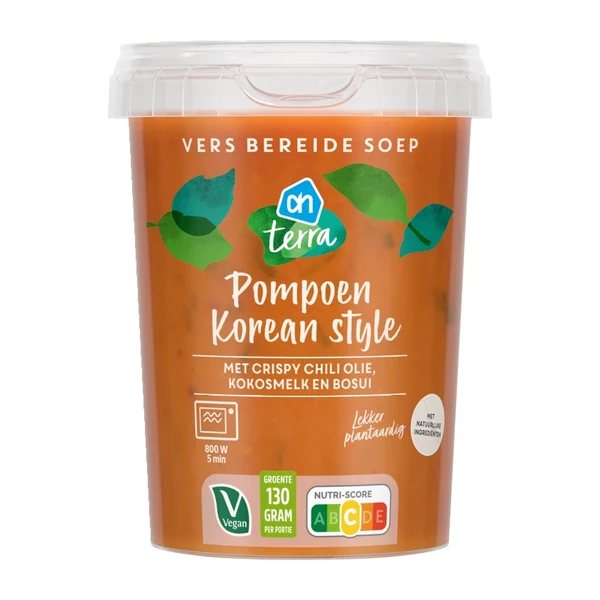 VERS BEREIDE SOEP
ah
terra
Pompoen
Korean style
MET CRISPY CHILI OLIE,
KOKOSMELK EN BOSUI
Lekker
plantaardig
MET
NATUURLIJKE
INGREDIËNTEN
800 W
5 min
V
Vegan
GROENTE
130
GRAM
PER PORTIE
NUTRI-SCORE
A B C D E